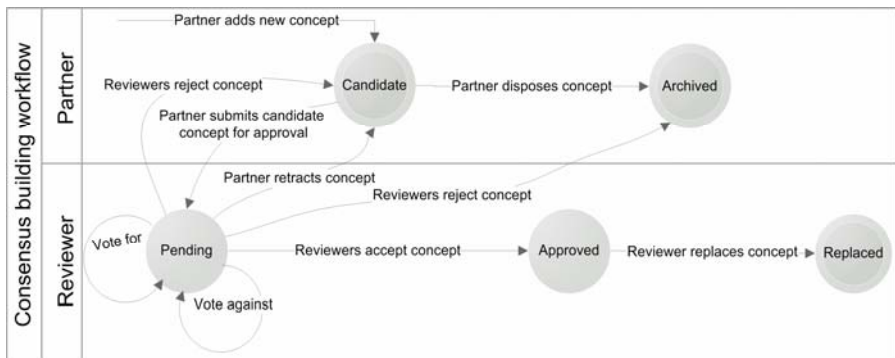 Consensus building workflow
Partner
Partner adds new concept
Reviewers reject concept
Candidate
Partner disposes concept
Archived
Partner submits candidate
concept for approval
Partner retracts concept
Reviewers reject concept
Reviewer
Vote for
Pending
Reviewers accept concept
Approved
Reviewer replaces concept
Replaced
Vote against